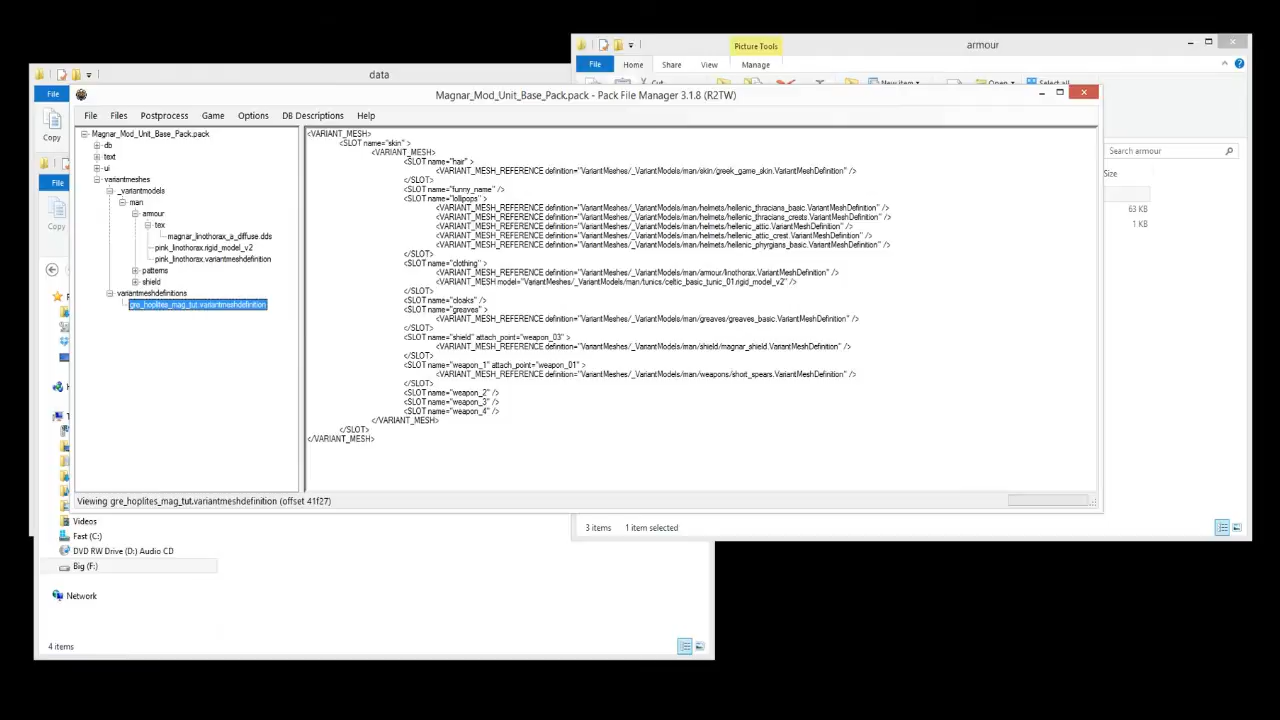 Picture Tools
armour
data
File
Home
Share
View
Manage
Cut
New item
Open
Select all
File
Magnar_Mod_Unit_Base_Pack.pack - Pack File Manager 3.1.8 (R2TW)
File
Files
Postprocess
Game
Options
DB Descriptions
Help
Copy
File
Copy
Magnar_Mod_Unit_Base_Pack.pack
db
text
ui
variantmeshes
_variantmodels
man
armour
tex
magnar_linothorax_a_diffuse.dds
pink_linothorax.rigid_model_v2
pink_linothorax.variantmeshdefinition
patterns
shield
variantmeshdefinitions
gre_hoplites_mag_tut.variantmeshdefinition
<VARIANT_MESH>
<SLOT name="skin" >
<VARIANT_MESH>
<SLOT name="hair" >
<VARIANT_MESH_REFERENCE definition="VariantMeshes/_VariantModels/man/skin/greek_game_skin.VariantMeshDefinition" />
</SLOT>
<SLOT name="funny_name" />
<SLOT name="lollipops" >
<VARIANT_MESH_REFERENCE definition="VariantMeshes/_VariantModels/man/helmets/hellenic_thracians_basic.VariantMeshDefinition" />
<VARIANT_MESH_REFERENCE definition="VariantMeshes/_VariantModels/man/helmets/hellenic_thracians_crests.VariantMeshDefinition" />
<VARIANT_MESH_REFERENCE definition="VariantMeshes/_VariantModels/man/helmets/hellenic_attic.VariantMeshDefinition" />
<VARIANT_MESH_REFERENCE definition="VariantMeshes/_VariantModels/man/helmets/hellenic_attic_crest.VariantMeshDefinition" />
<VARIANT_MESH_REFERENCE definition="VariantMeshes/_VariantModels/man/helmets/hellenic_phyrgians_basic.VariantMeshDefinition" />
</SLOT>
<SLOT name="clothing" >
<VARIANT_MESH_REFERENCE definition="VariantMeshes/_VariantModels/man/armour/linothorax.VariantMeshDefinition" />
<VARIANT_MESH model="VariantMeshes/_VariantModels/man/tunics/celtic_basic_tunic_01.rigid_model_v2" />
</SLOT>
<SLOT name="cloaks" />
<SLOT name="greaves" >
<VARIANT_MESH_REFERENCE definition="VariantMeshes/_VariantModels/man/greaves/greaves_basic.VariantMeshDefinition" />
</SLOT>
<SLOT name="shield" attach_point="weapon_03" >
<VARIANT_MESH_REFERENCE definition="VariantMeshes/_VariantModels/man/shield/magnar_shield.VariantMeshDefinition" />
</SLOT>
<SLOT name="weapon_1" attach_point="weapon_01" >
<VARIANT_MESH_REFERENCE definition="VariantMeshes/_VariantModels/man/weapons/short_spears.VariantMeshDefinition" />
</SLOT>
<SLOT name="weapon_2" />
<SLOT name="weapon_3" />
<SLOT name="weapon_4" />
</VARIANT_MESH>
</SLOT>
</VARIANT_MESH>
Viewing gre_hoplites_mag_tut.variantmeshdefinition (offset 41f27)
Search armour
Size
63 KB
1 KB
3 items
1 item selected
Videos
Fast (C:)
DVD RW Drive (D:) Audio CD
Big (F:)
Network
4 items